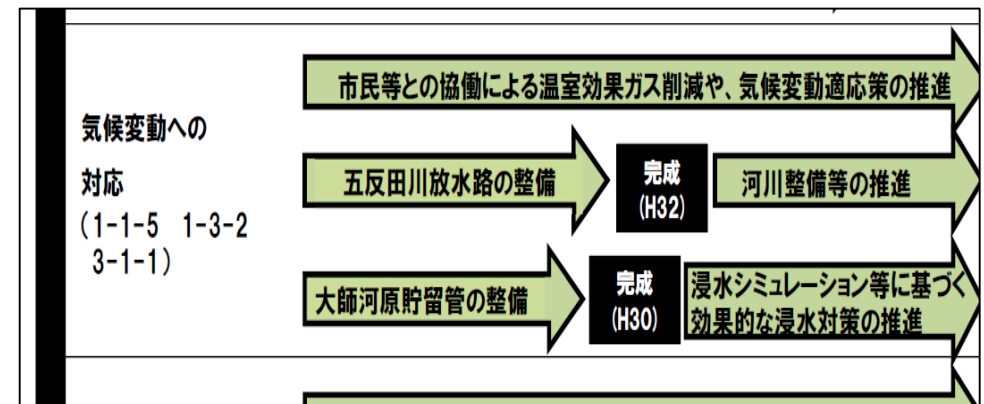 市民等との協働による温室効果ガス削減や、気候変動適応策の推進
気候変動への
対応
(1-1-5 1-3-2
3-1-1)
五反田川放水路の整備
完成
(H32)
河川整備等の推進
大師河原貯留管の整備
完成
(H30)
浸水シミュレーション等に基づく
効果的な浸水対策の推進